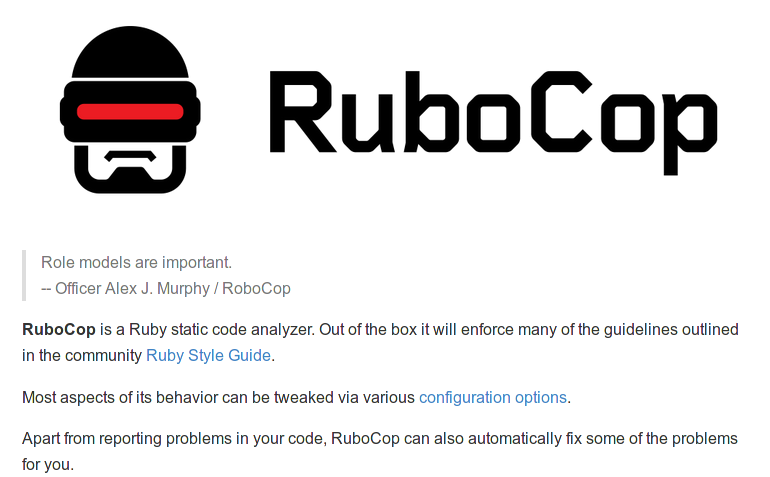 RuboCop
Role models are important.
-- Officer Alex J. Murphy / RoboCop
RuboCop is a Ruby static code analyzer. Out of the box it will enforce many of the guidelines outlined
in the community Ruby Style Guide.
Most aspects of its behavior can be tweaked via various configuration options.
Apart from reporting problems in your code, RuboCop can also automatically fix some of the problems
for you.